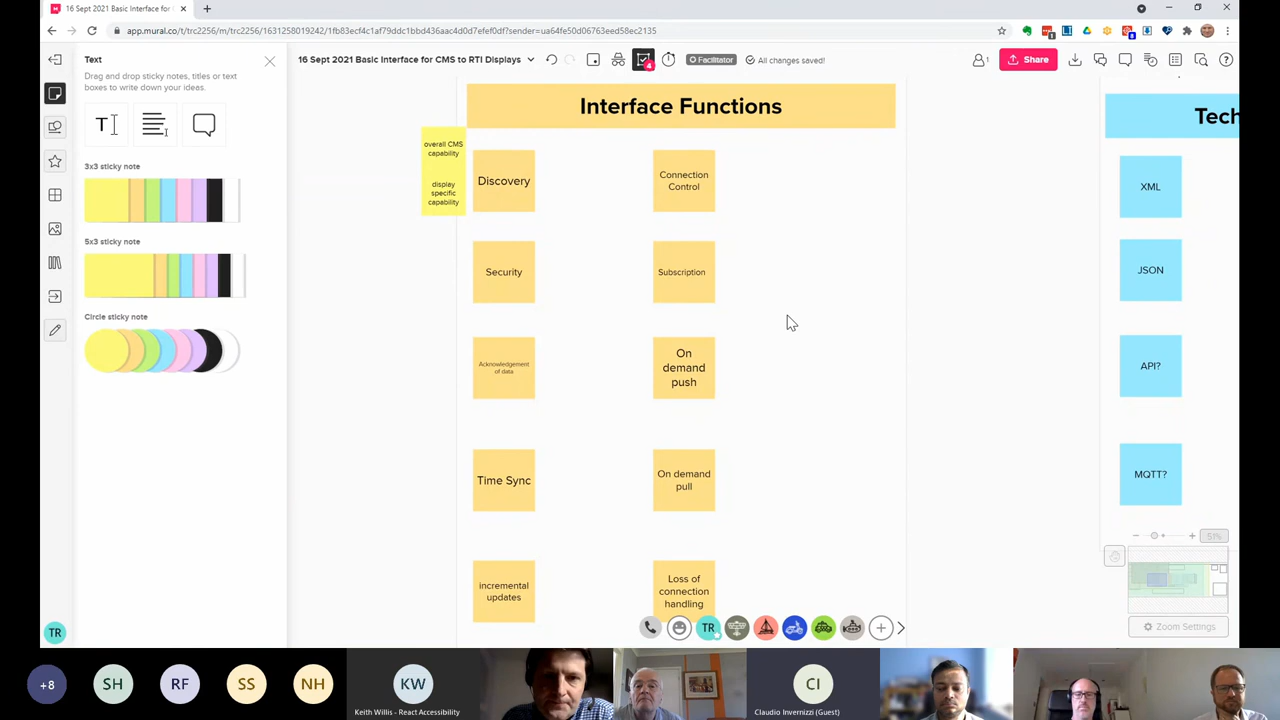 16 Sept 2021 Basic Interface for
app.mural.co/t/trc2256/m/trc2256/1631258019242/1fb83ecf4c1af79ddc1bbd436aac4d0d7efef0df?sender=ua64fe50d06763eed58ec2135
16 Sept 2021 Basic Interface for CMS to RTI Displays
4
Facilitator
All changes saved!
1
Share
Text
Drag and drop sticky notes, titles or text
boxes to write down your ideas.
T
3x3 sticky note
5x3 sticky note
Circle sticky note
TR
Interface Functions
overall CMS
capability
display
specific
capability
Discovery
Connection
Control
Security
Subscription
Acknowledgement
of data
On
demand
push
Time Sync
On demand
pull
incremental
updates
Loss of
connection
handling
Tech
XML
JSON
API?
MQTT?
51%
Zoom Settings
TR
+8
SH
RF
SS
NH
KW
Keith Willis - React Accessibility
CI
Claudio Invernizzi (Guest)